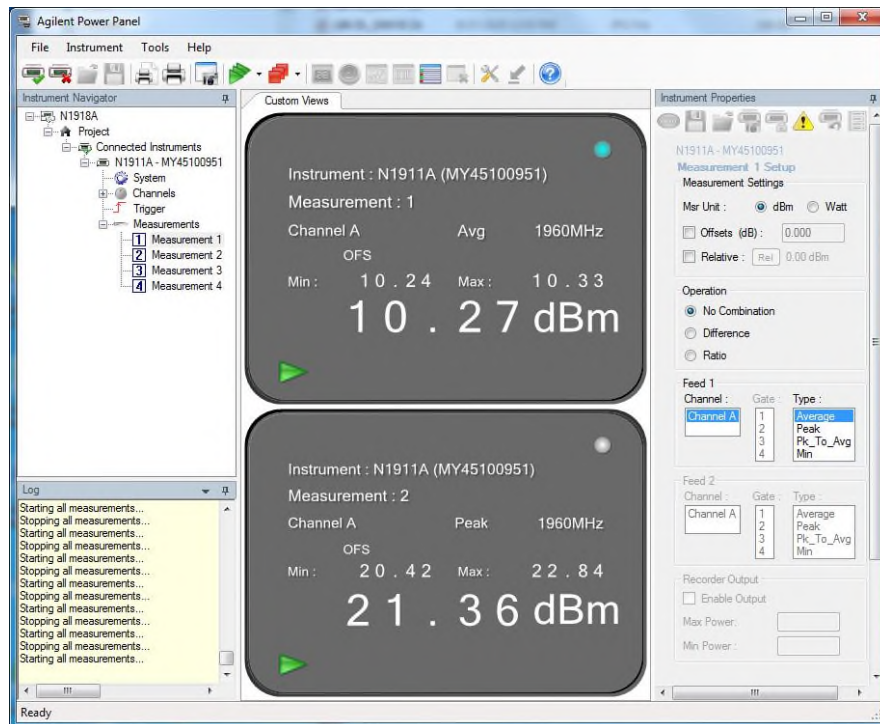 Agilent Power Panel
File Instrument Tools Help
Instrument Navigator
N1918A
Project
Connected Instruments
N1911A - MY45100951
System
Channels
Trigger
Measurements
1 Measurement 1
2 Measurement 2
3 Measurement 3
4 Measurement 4
Log
Starting all measurements...
Stopping all measurements...
Starting all measurements...
Stopping all measurements...
Starting all measurements...
Stopping all measurements...
Starting all measurements...
Stopping all measurements...
Starting all measurements...
Stopping all measurements...
Starting all measurements...
Stopping all measurements...
Starting all measurements...
Ready
Custom Views
Instrument : N1911A (MY45100951)
Measurement : 1
Channel A Avg 1960MHz
OFS
Min : 10.24 Max : 10.33
10.27 dBm
Instrument : N1911A (MY45100951)
Measurement : 2
Channel A Peak 1960MHz
OFS
Min : 20.42 Max : 22.84
21.36 dBm
Instrument Properties
N1911A - MY45100951
Measurement 1 Setup
Measurement Settings
Msr Unit : dBm Watt
Offsets (dB) : 0.000
Relative : Rel 0.00 dBm
Operation
No Combination
Difference
Ratio
Feed 1
Channel : Gate : Type :
Channel A 1 Average
2 Peak
3 Pk_To_Avg
4 Min
Feed 2
Channel : Gate : Type :
Channel A 1 Average
2 Peak
3 Pk_To_Avg
4 Min
Recorder Output
Enable Output
Max Power:
Min Power :